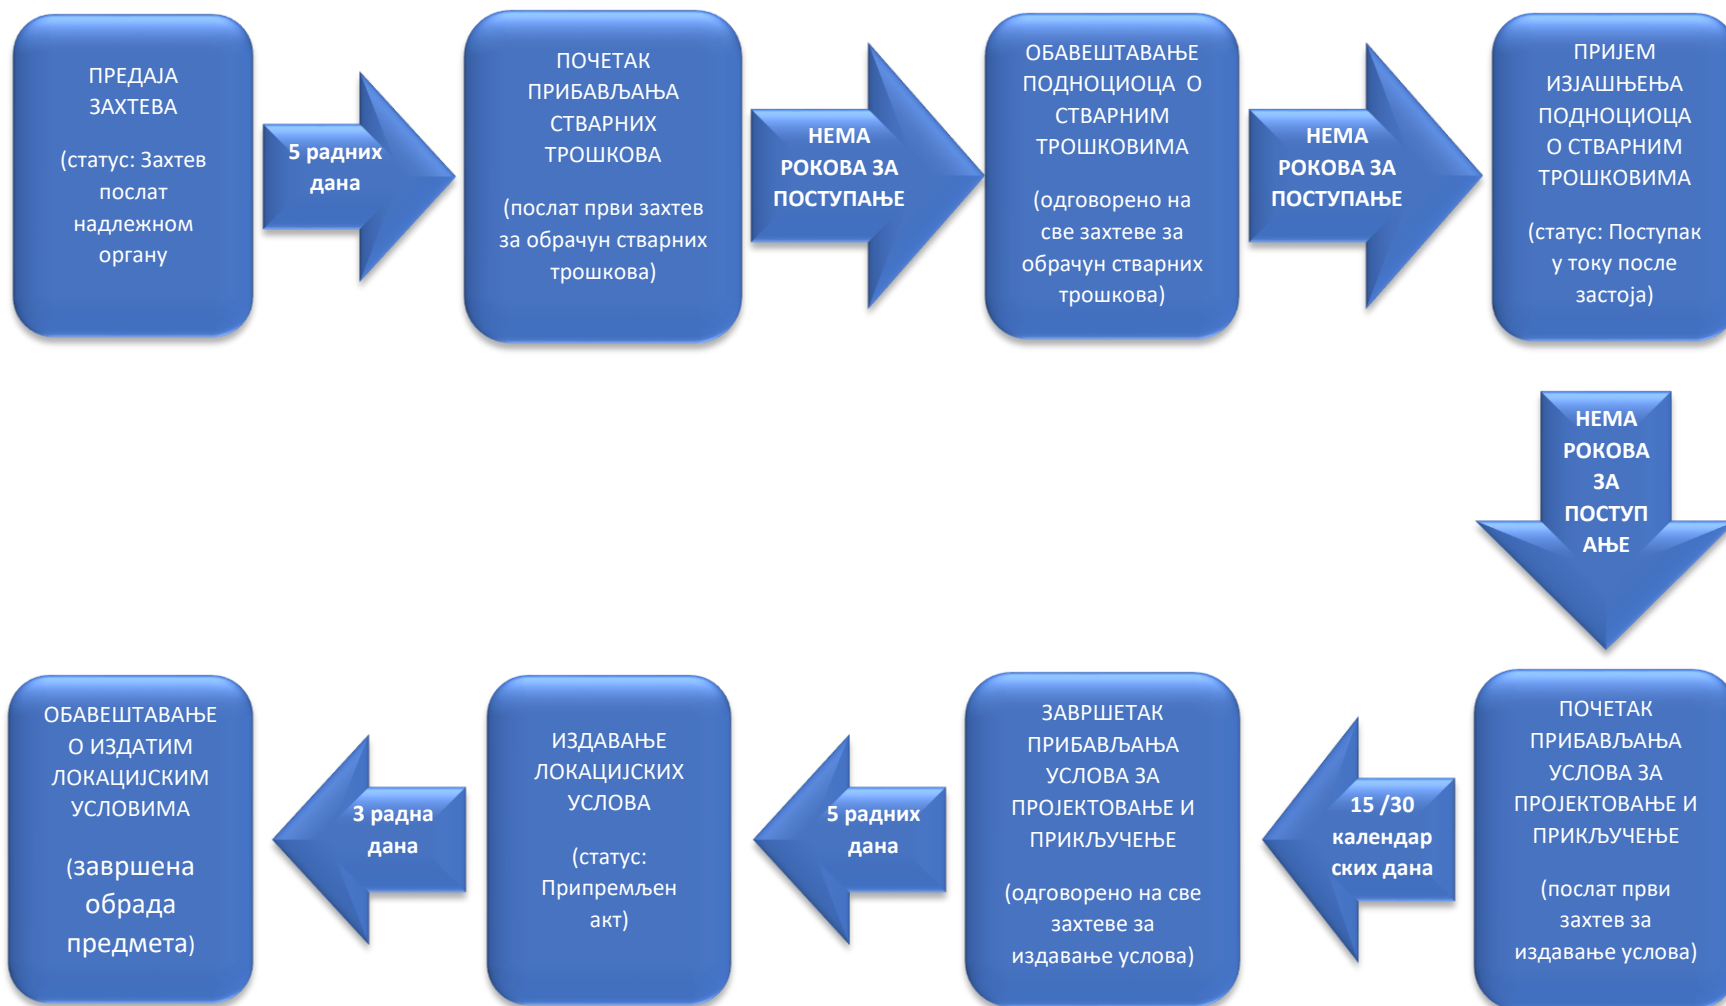 ПРЕДАЈА
ЗАХТЕВА
(статус: Захтев
послат
надлежном
органу
5 радних
дана
ПОЧЕТАК
ПРИБАВЉАЊА
СТВАРНИХ
ТРОШКОВА
(послат први захтев
за обрачун стварних
трошкова)
НЕМА
РОКОВА ЗА
ПОСТУПАЊЕ
ОБАВЕШТАВАЊЕ
ПОДНОЦИОЦА О
СТВАРНИМ
ТРОШКОВИМА
(одговорено на
све захтеве за
обрачун стварних
трошкова)
НЕМА
РОКОВА ЗА
ПОСТУПАЊЕ
ПРИЈЕМ
ИЗЈАШЊЕЊА
ПОДНОЦИОЦА
О СТВАРНИМ
ТРОШКОВИМА
(статус: Поступак
у току после
застоја)
НЕМА
РОКОВА
ЗА
ПОСТУП
АЊЕ
ПОЧЕТАК
ПРИБАВЉАЊА
УСЛОВА ЗА
ПРОЈЕКТОВАЊЕ И
ПРИКЉУЧЕЊЕ
(послат први
захтев за
издавање услова)
15 /30
календар
ских дана
ЗАВРШЕТАК
ПРИБАВЉАЊА
УСЛОВА ЗА
ПРОЈЕКТОВАЊЕ И
ПРИКЉУЧЕЊЕ
(одговорено на све
захтеве за
издавање услова)
5 радних
дана
ИЗДАВАЊЕ
ЛОКАЦИЈСКИХ
УСЛОВА
(статус:
Припремљен
акт)
3 радна
дана
ОБАВЕШТАВАЊЕ
О ИЗДАТИМ
ЛОКАЦИЈСКИМ
УСЛОВИМА
(завршена
обрада
предмета)